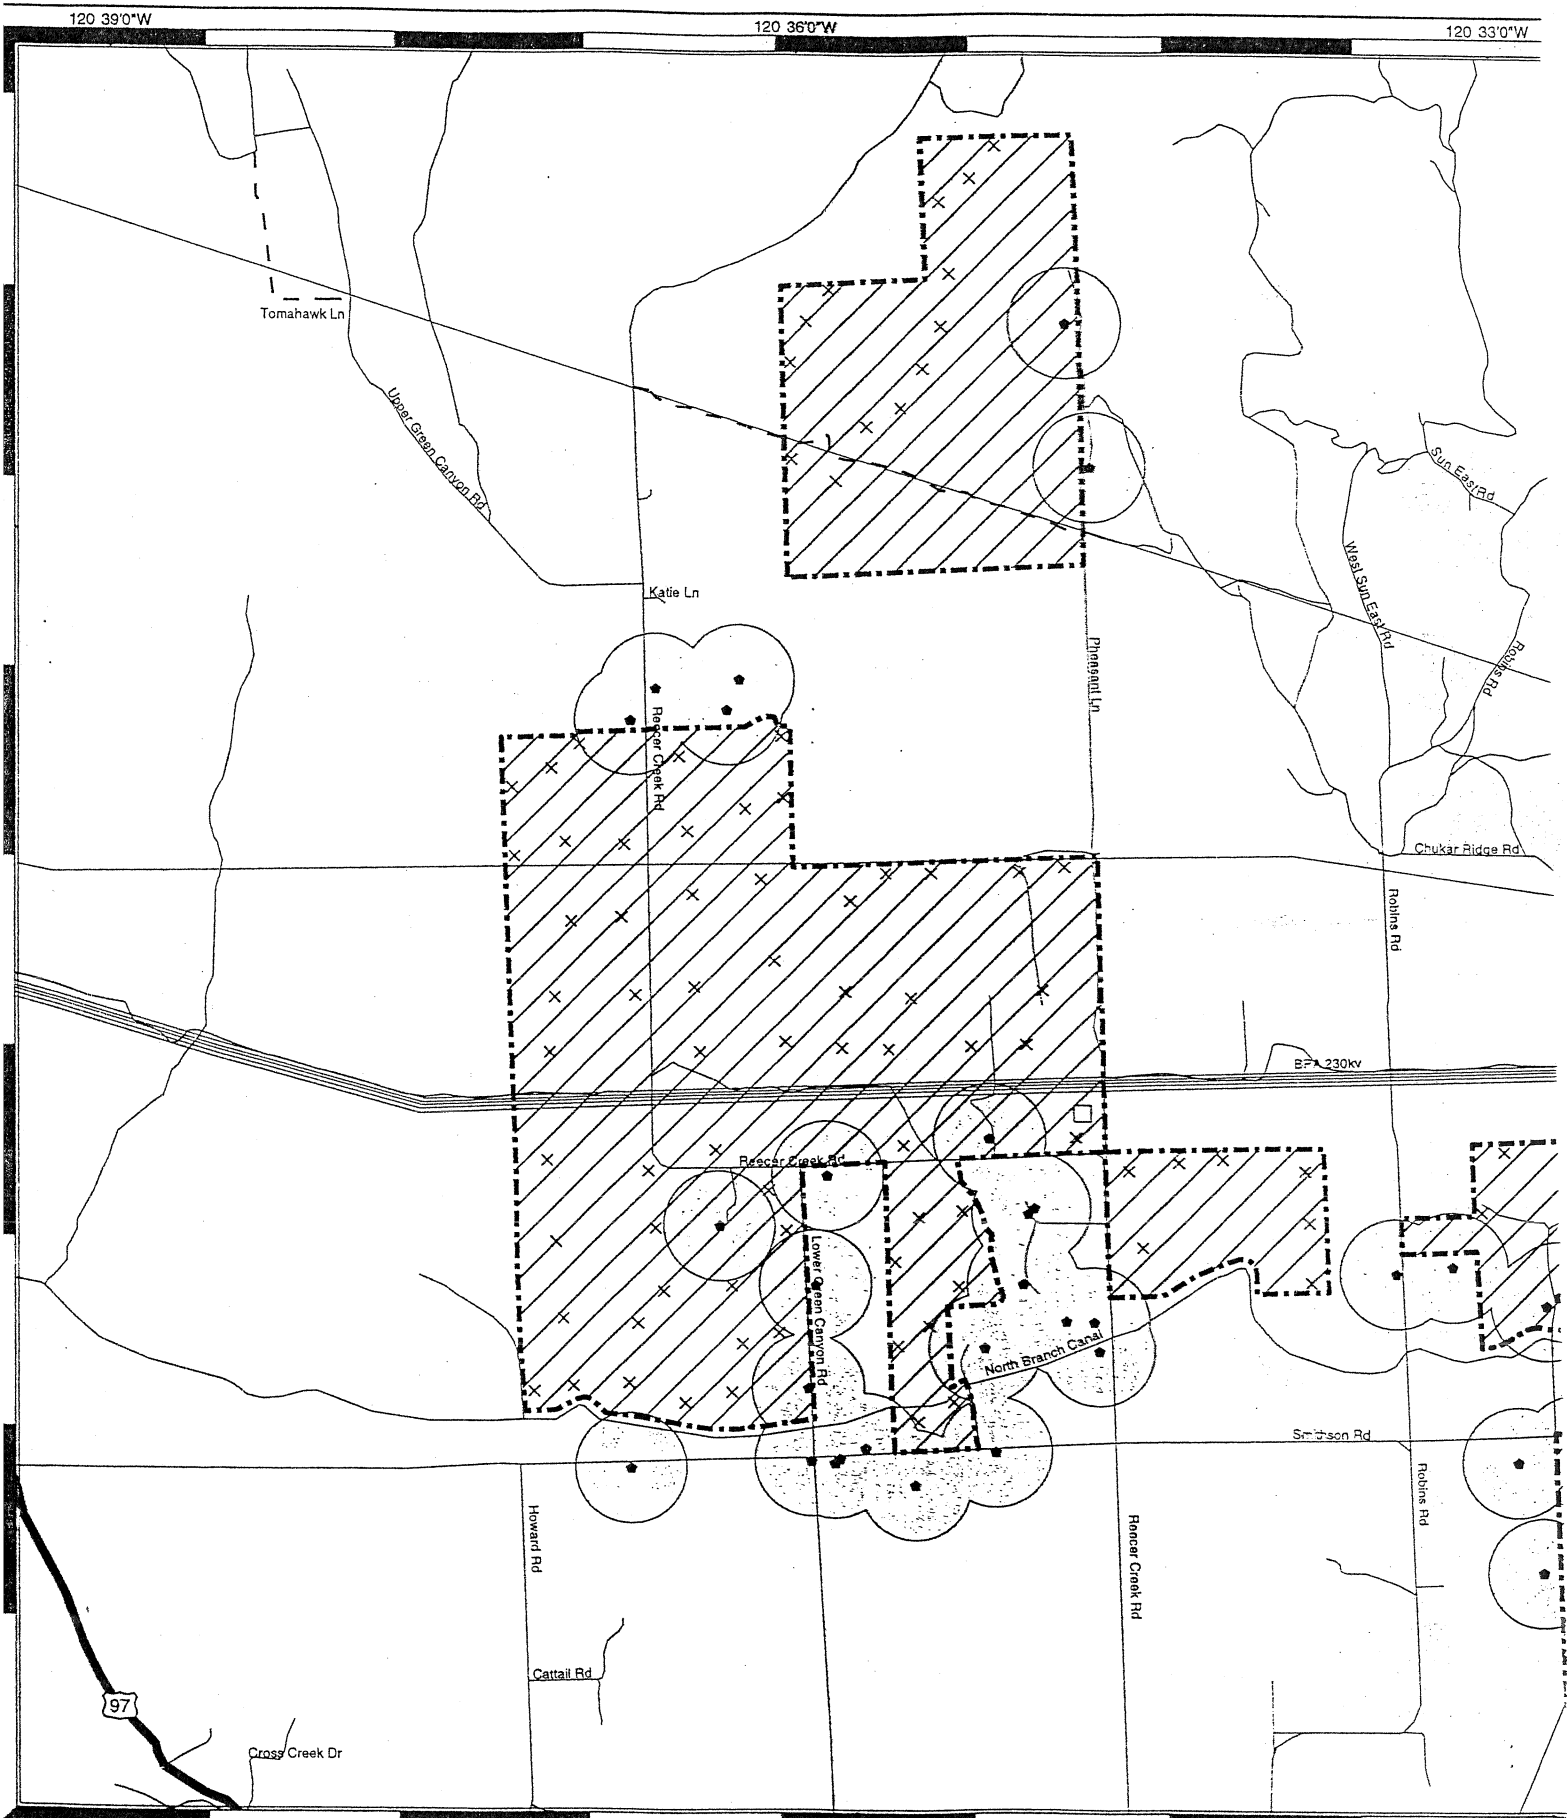 120 39'0"W
120 36'0"W
120 33'0"W
Tomahawk Ln
Upper Green Canyon Rd
Sun East Rd
West Sun East Rd
Katie Ln
Pheasant Ln
Robins Rd
Reecer Creek Rd
Chukar Ridge Rd
Robins Rd
BPA 230kv
Reecer Creek Rd
Lower Green Canyon Rd
North Branch Canal
Smithson Rd
Robins Rd
Howard Rd
Reecer Creek Rd
Cattail Rd
97
Cross Creek Dr